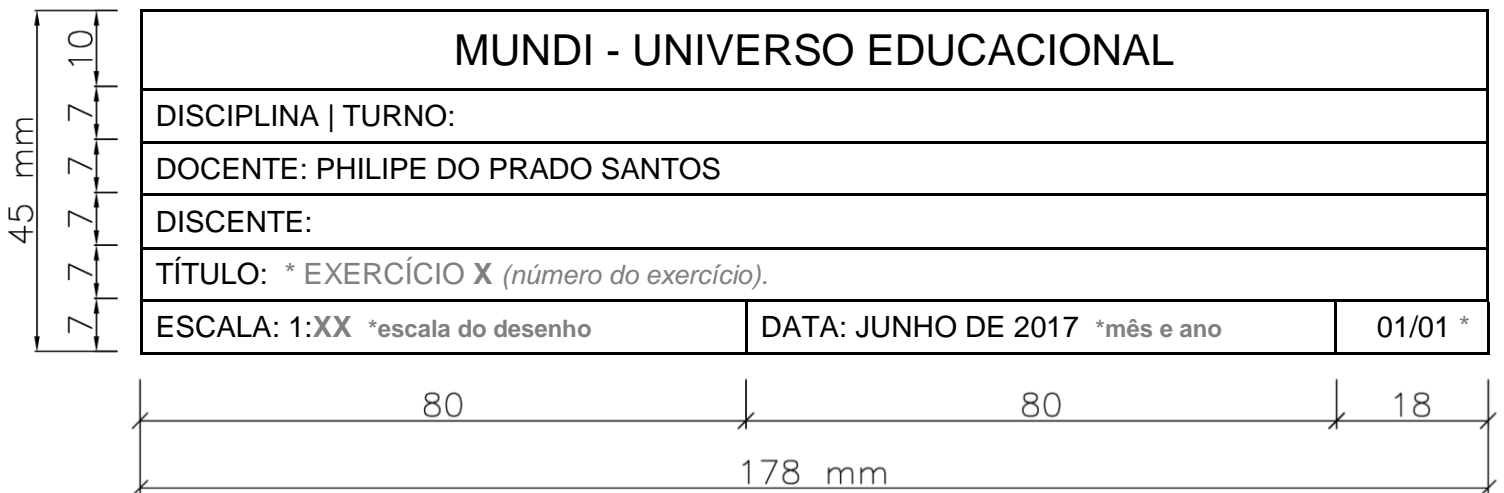 MUNDI - UNIVERSO EDUCACIONAL
DISCIPLINA | TURNO:
DOCENTE: PHILIPE DO PRADO SANTOS
DISCENTE:
TÍTULO: * EXERCÍCIO X (número do exercício).
ESCALA: 1:XX *escala do desenho
DATA: JUNHO DE 2017 *mês e ano
01/01 *
45 mm
10
7
7
7
7
7
80
80
18
178 mm